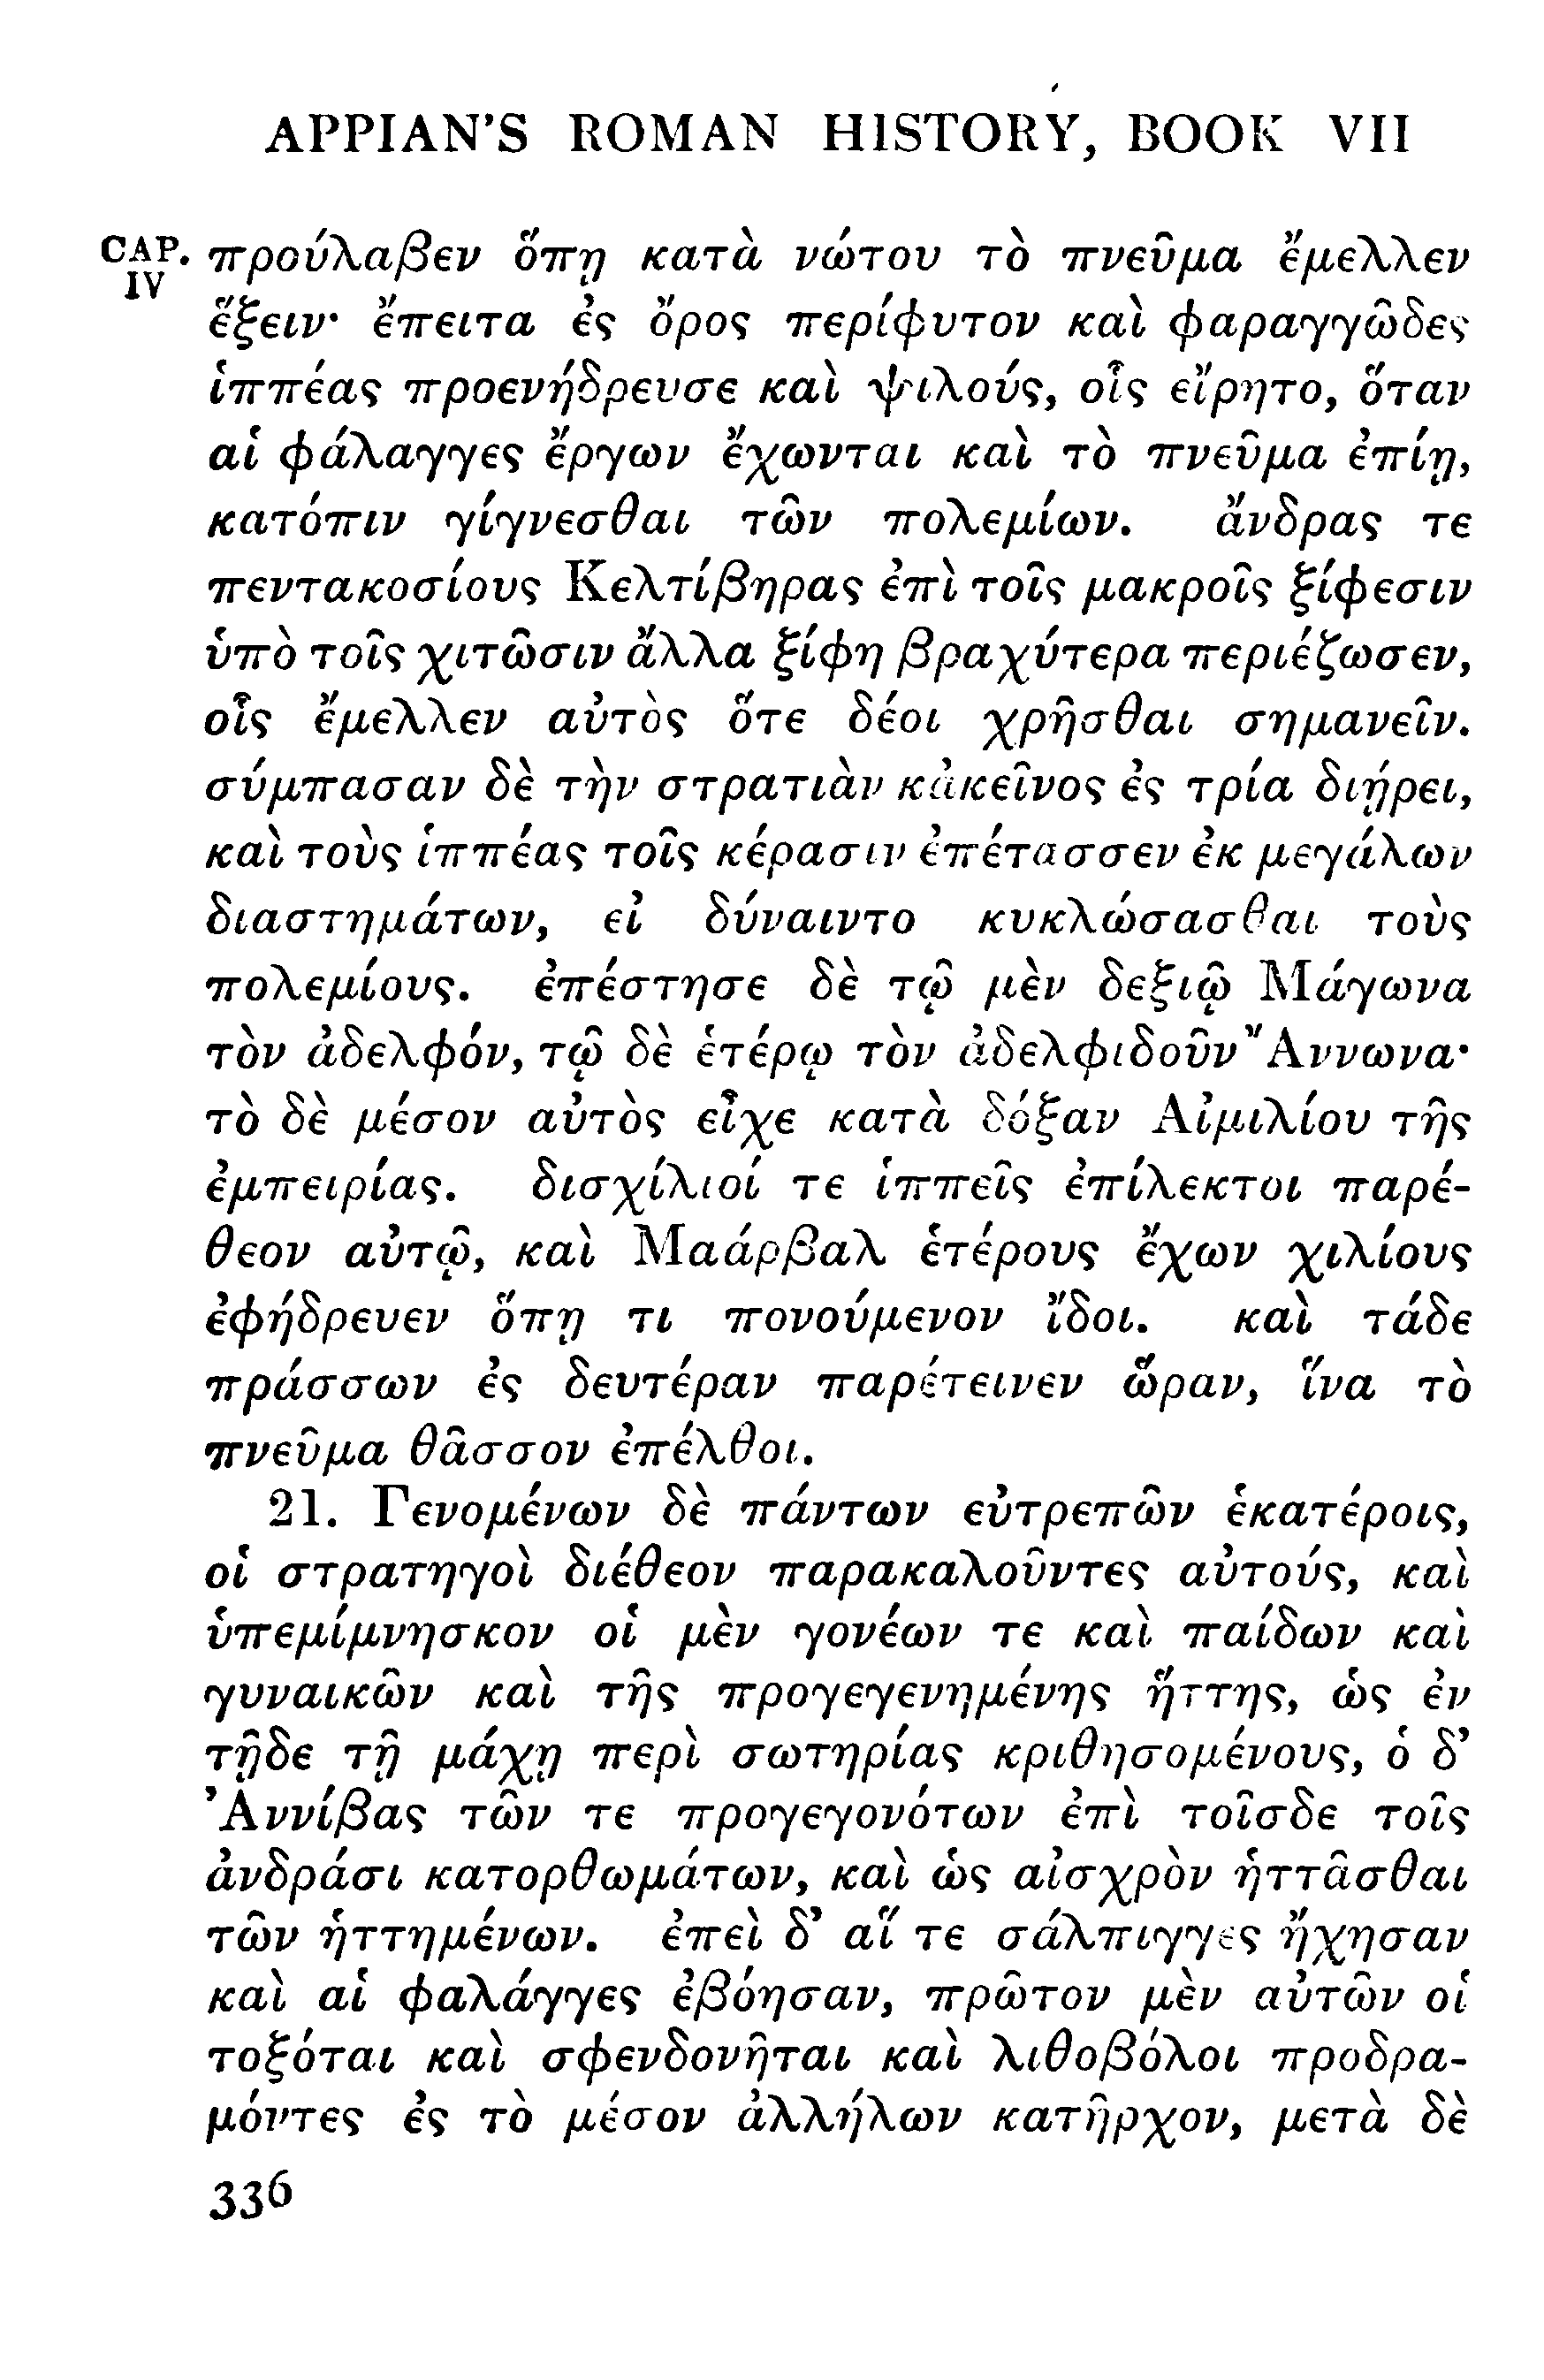 APPIAN'S ROMAN HISTORY, BOOK VII
CAP. IV
προύλαβεν ὅπῃ κατὰ νώτου τὸ πνεῦμα ἔμελλεν
ἕξειν· ἔπειτα ἐς ὄρος περίφυτον καὶ φαραγγῶδες
ἱππέας προενήδρευσε καὶ ψιλούς, οἷς εἴρητο, ὅταν
αἱ φάλαγγες ἔργων ἔχωνται καὶ τὸ πνεῦμα ἐπίῃ,
κατόπιν γίγνεσθαι τῶν πολεμίων. ἄνδρας τε
πεντακοσίους Κελτίβηρας ἐπὶ τοῖς μακροῖς ξίφεσιν
ὑπὸ τοῖς χιτῶσιν ἄλλα ξίφη βραχύτερα περιέζωσεν,
οἷς ἔμελλεν αὐτὸς ὅτε δέοι χρῆσθαι σημανεῖν.
σύμπασαν δὲ τὴν στρατιὰν κἀκεῖνος ἐς τρία διῄρει,
καὶ τοὺς ἱππέας τοῖς κέρασιν ἐπέτασσεν ἐκ μεγάλων
διαστημάτων, εἰ δύναιντο κυκλώσασθαι τοὺς
πολεμίους. ἐπέστησε δὲ τῷ μὲν δεξιῷ Μάγωνα
τὸν ἀδελφόν, τῷ δὲ ἑτέρῳ τὸν ἀδελφιδοῦν Ἄννωνα·
τὸ δὲ μέσον αὐτὸς εἶχε κατὰ δόξαν Αἰμιλίου τῆς
ἐμπειρίας. δισχίλιοί τε ἱππεῖς ἐπίλεκτοι παρέ-
θεον αὐτῷ, καὶ Μαάρβαλ ἑτέρους ἔχων χιλίους
ἐφήδρευεν ὅπῃ τι πονούμενον ἴδοι. καὶ τάδε
πράσσων ἐς δευτέραν παρέτεινεν ὥραν, ἵνα τὸ
πνεῦμα θᾶσσον ἐπέλθοι.
21. Γενομένων δὲ πάντων εὐτρεπῶν ἑκατέροις,
οἱ στρατηγοὶ διέθεον παρακαλοῦντες αὐτούς, καὶ
ὑπεμίμνησκον οἱ μὲν γονέων τε καὶ παίδων καὶ
γυναικῶν καὶ τῆς προγεγενημένης ἥττης, ὡς ἐν
τῇδε τῇ μάχῃ περὶ σωτηρίας κριθησομένους, ὁ δ'
Ἀννίβας τῶν τε προγεγονότων ἐπὶ τοῖσδε τοῖς
ἀνδράσι κατορθωμάτων, καὶ ὡς αἰσχρὸν ἡττᾶσθαι
τῶν ἡττημένων. ἐπεὶ δ' αἵ τε σάλπιγγες ἤχησαν
καὶ αἱ φαλάγγες ἐβόησαν, πρῶτον μὲν αὐτῶν οἱ
τοξόται καὶ σφενδονῆται καὶ λιθοβόλοι προδρα-
μόντες ἐς τὸ μέσον ἀλλήλων κατῆρχον, μετὰ δὲ
336